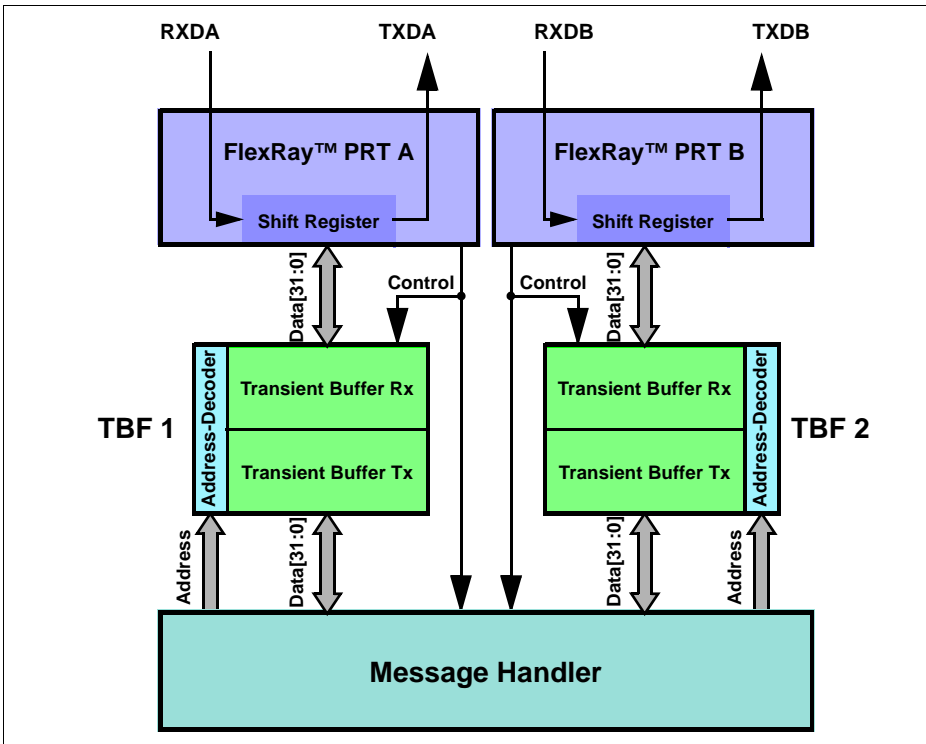 RXDA TXDA RXDB TXDB
FlexRay™ PRT A FlexRay™ PRT B
Shift Register Shift Register
Data[31:0] Control Control Data[31:0]
TBF 1 Address-Decoder Transient Buffer Rx Transient Buffer Rx Address-Decoder TBF 2
Transient Buffer Tx Transient Buffer Tx
Address Data[31:0] Data[31:0] Address
Message Handler